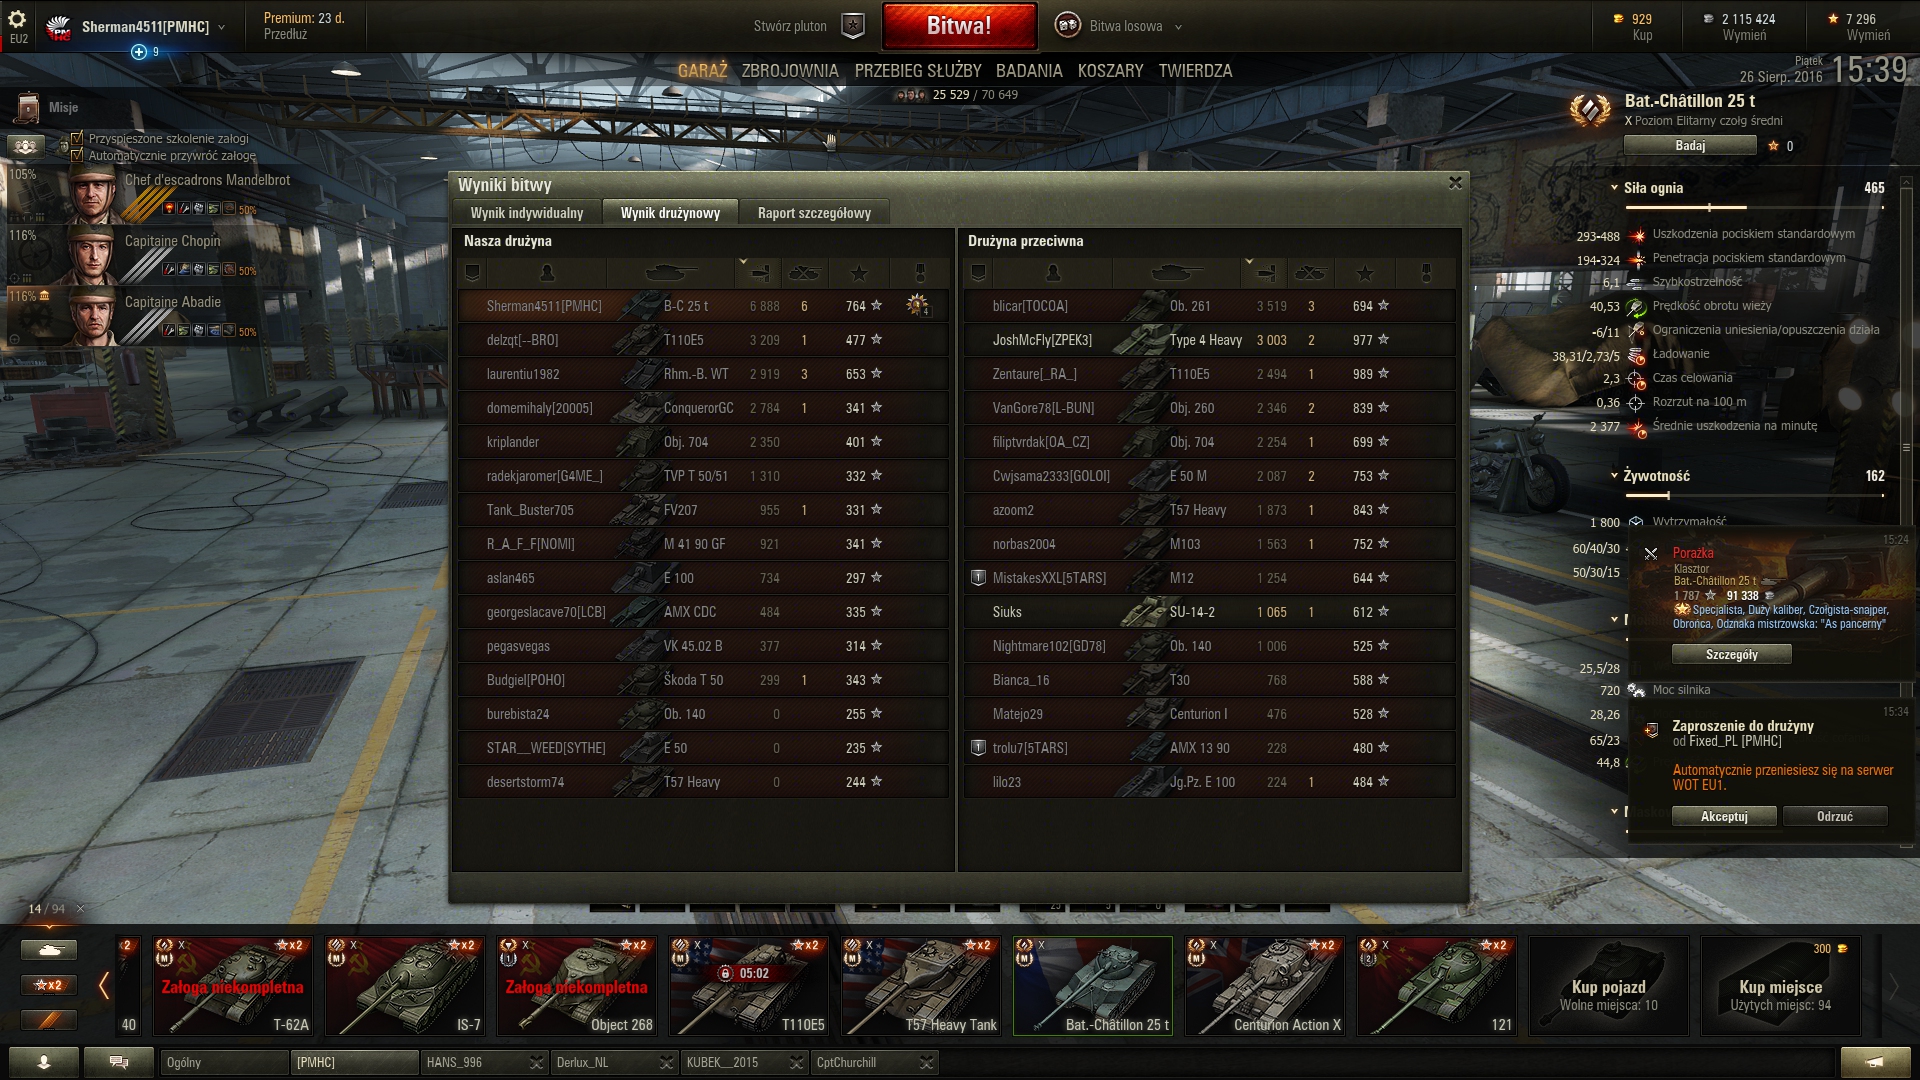 EU2
Sherman4511[PMHC]
9
Premium: 23 d.
Przedłuż
Stwórz pluton
Bitwa!
Bitwa losowa
929
Kup
2 115 424
Wymień
7 296
Wymień
GARAŻ ZBROJOWNIA PRZEBIEG SŁUŻBY BADANIA KOSZARY TWIERDZA
25 529 / 70 649
Piątek
26 Sierp. 2016
15:39
Misje
Przyspieszone szkolenie załogi
Automatycznie przywróć załogę
105%
Chef d'escadrons Mandelbrot
50%
116%
Capitaine Chopin
50%
116%
Capitaine Abadie
50%
Wyniki bitwy
Wynik indywidualny
Wynik drużynowy
Raport szczegółowy
Nasza drużyna
Sherman4511[PMHC] B-C 25 t 6 888 6 764 4
delzqt[--BRO] T110E5 3 209 1 477
laurentiu1982 Rhm.-B. WT 2 919 3 653
domemihaly[20005] ConquerorGC 2 784 1 341
kriplander Obj. 704 2 350 401
radekjaromer[G4ME_] TVP T 50/51 1 310 332
Tank_Buster705 FV207 955 1 331
R_A_F_F[NOMI] M 41 90 GF 921 341
aslan465 E 100 734 297
georgeslacave70[LCB] AMX CDC 484 335
pegasvegas VK 45.02 B 377 314
Budgiel[POHO] Škoda T 50 299 1 343
burebista24 Ob. 140 0 255
STAR__WEED[SYTHE] E 50 0 235
desertstorm74 T57 Heavy 0 244
Drużyna przeciwna
blicar[TOCOA] Ob. 261 3 519 3 694
JoshMcFly[ZPEK3] Type 4 Heavy 3 003 2 977
Zentaure[_RA_] T110E5 2 494 1 989
VanGore78[L-BUN] Obj. 260 2 346 2 839
filiptvrdak[OA_CZ] Obj. 704 2 254 1 699
Cwjsama2333[GOLOI] E 50 M 2 087 2 753
azoom2 T57 Heavy 1 873 1 843
norbas2004 M103 1 563 1 752
1 MistakesXXL[5TARS] M12 1 254 644
Siuks SU-14-2 1 065 1 612
Nightmare102[GD78] Ob. 140 1 006 525
Bianca_16 T30 768 588
Matejo29 Centurion I 476 528
1 trolu7[5TARS] AMX 13 90 228 480
lilo23 Jg.Pz. E 100 224 1 484
Bat.-Châtillon 25 t
X Poziom Elitarny czołg średni
Badaj
0
Siła ognia 465
293-488 Uszkodzenia pociskiem standardowym
194-324 Penetracja pociskiem standardowym
6,1 Szybkostrzelność
40,53 Prędkość obrotu wieży
-6/11 Ograniczenia uniesienia/opuszczenia działa
38,31/2,73/5 Ładowanie
2,3 Czas celowania
0,36 Rozrzut na 100 m
2 377 Średnie uszkodzenia na minutę
Żywotność 162
1 800 Wytrzymałość
60/40/30
50/30/15
15:24
Porażka
Klasztor
Bat.-Châtillon 25 t
1 787 91 338
Specjalista, Duży kaliber, Czołgista-snajper,
Obrońca, Odznaka mistrzowska: "As pancerny"
Szczegóły
25,5/28
720 Moc silnika
28,26
65/23
44,8
15:34
Zaproszenie do drużyny
od Fixed_PL [PMHC]
Automatycznie przeniesiesz się na serwer
WOT EU1.
Akceptuj
Odrzuć
14 / 94
x2
x2
40
X x2
Załoga niekompletna
T-62A
X x2
IS-7
X x2
Załoga niekompletna
Object 268
X x2
05:02
T110E5
X x2
T57 Heavy Tank
X
Bat.-Châtillon 25 t
X x2
Centurion Action X
X x2
121
Kup pojazd
Wolne miejsca: 10
300
Kup miejsce
Użytych miejsc: 94
Ogólny
[PMHC]
HANS_996
Derlux_NL
KUBEK__2015
CptChurchill